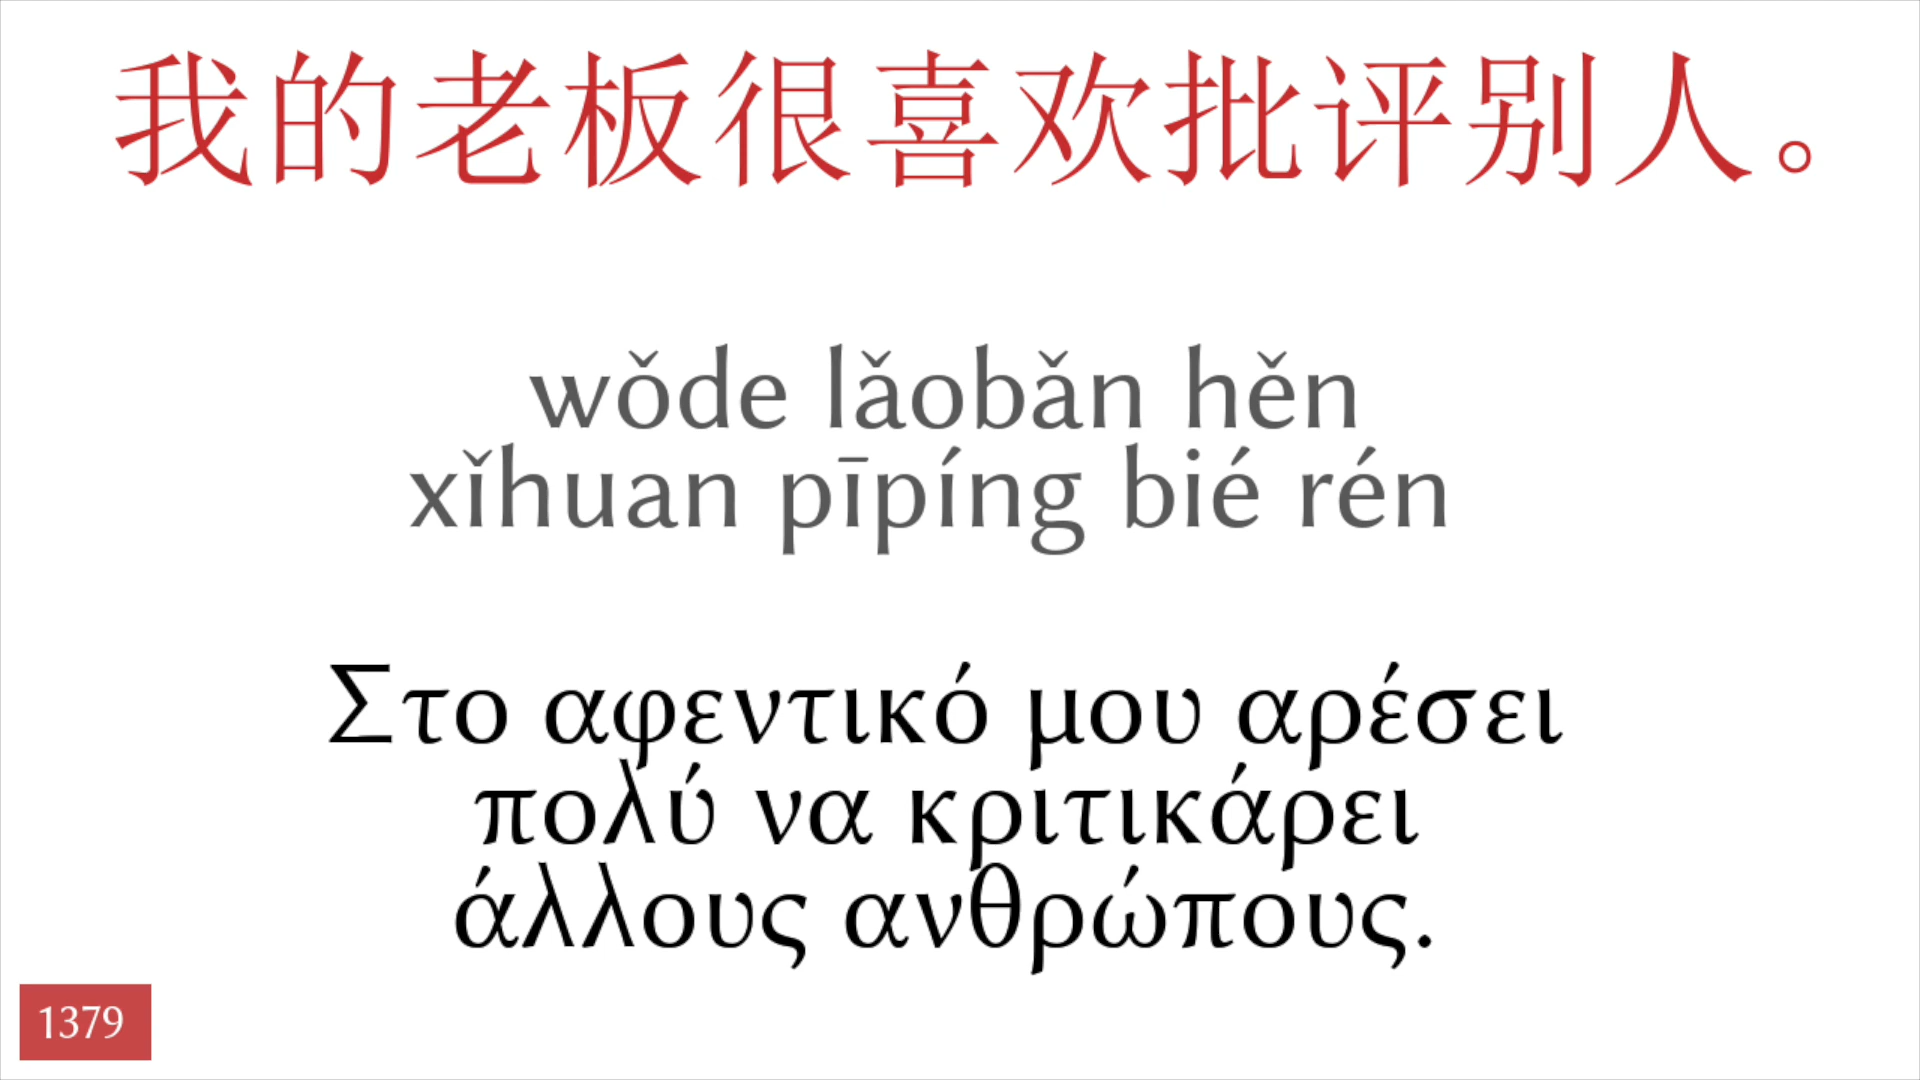 我的老板很喜欢批评别人。
wǒde lǎobǎn hěn
xǐhuan pīpíng bié rén
Στο αφεντικό μου αρέσει
πολύ να κριτικάρει
άλλους ανθρώπους.
1379